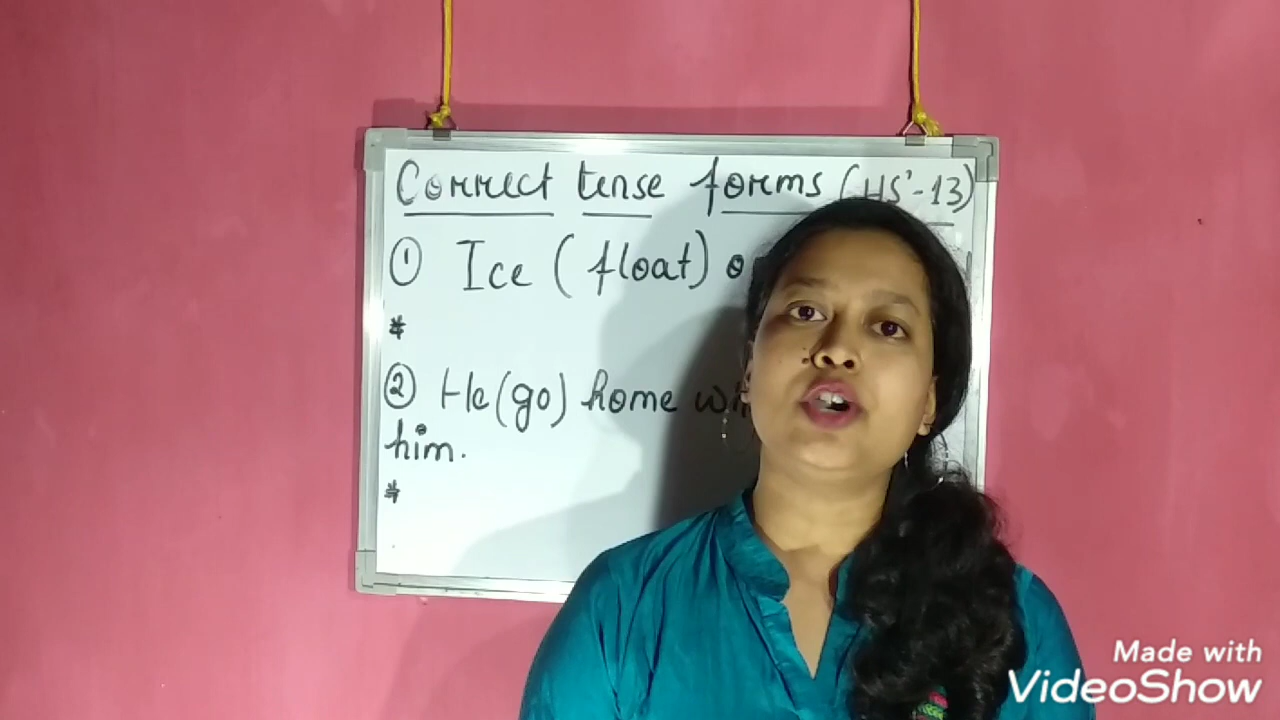 Correct tense forms (HS'-13)
① Ice (float)
*
② He (go) home
him.
*
Made with
VideoShow